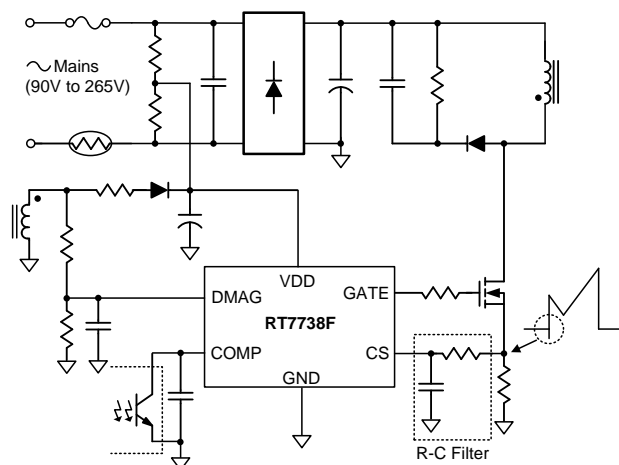 ∼Mains
(90V to 265V)
VDD
DMAG
GATE
RT7738F
COMP
CS
GND
R-C Filter